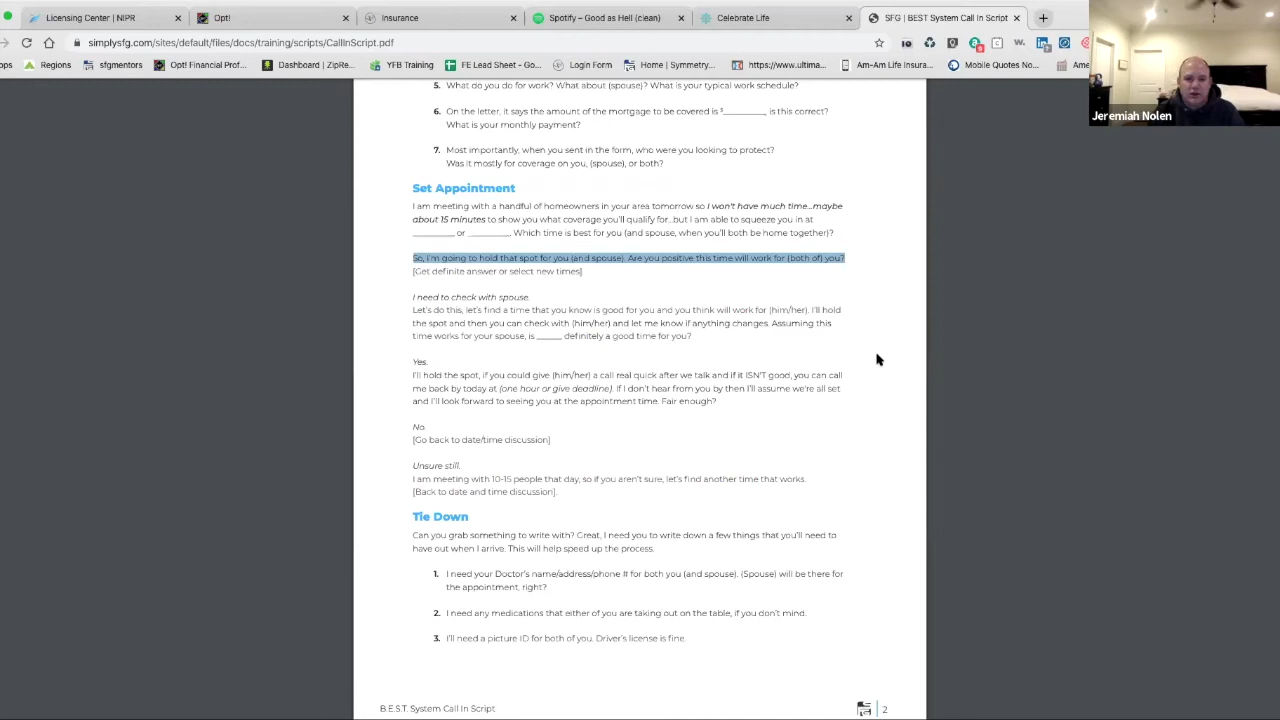 Licensing Center | NIPR
Opt!
Insurance
Spotify – Good as Hell (clean)
Celebrate Life
SFG | BEST System Call In Script
simplysfg.com/sites/default/files/docs/training/scripts/CallInScript.pdf
Regions
sfgmentors
Opt! Financial Prof...
Dashboard | ZipRe...
YFB Training
FE Lead Sheet - Go...
Login Form
Home | Symmetry...
https://www.ultima...
Am-Am Life Insura...
Mobile Quotes No...
Ame
Jeremiah Nolen
5. What do you do for work? What about (spouse)? What is your typical work schedule?
6. On the letter, it says the amount of the mortgage to be covered is $_________, is this correct?
What is your monthly payment?
7. Most importantly, when you sent in the form, who were you looking to protect?
Was it mostly for coverage on you, (spouse), or both?
Set Appointment
I am meeting with a handful of homeowners in your area tomorrow so I won't have much time...maybe
about 15 minutes to show you what coverage you'll qualify for...but I am able to squeeze you in at
_________ or _________. Which time is best for you (and spouse, when you'll both be home together)?
So, i'm going to hold that spot for you (and spouse). Are you positive this time will work for (both of) you?
[Get definite answer or select new times]
I need to check with spouse.
Let's do this, let's find a time that you know is good for you and you think will work for (him/her). I'll hold
the spot and then you can check with (him/her) and let me know if anything changes. Assuming this
time works for your spouse, is ______ definitely a good time for you?
Yes.
I'll hold the spot, if you could give (him/her) a call real quick after we talk and if it ISN'T good, you can call
me back by today at (one hour or give deadline). If I don't hear from you by then I'll assume we're all set
and I'll look forward to seeing you at the appointment time. Fair enough?
No.
[Go back to date/time discussion]
Unsure still.
I am meeting with 10-15 people that day, so if you aren't sure, let's find another time that works.
[Back to date and time discussion].
Tie Down
Can you grab something to write with? Great, I need you to write down a few things that you'll need to
have out when I arrive. This will help speed up the process.
1. I need your Doctor's name/address/phone # for both you (and spouse). (Spouse) will be there for
the appointment, right?
2. I need any medications that either of you are taking out on the table, if you don't mind.
3. I'll need a picture ID for both of you. Driver's license is fine.
B.E.S.T. System Call In Script
2